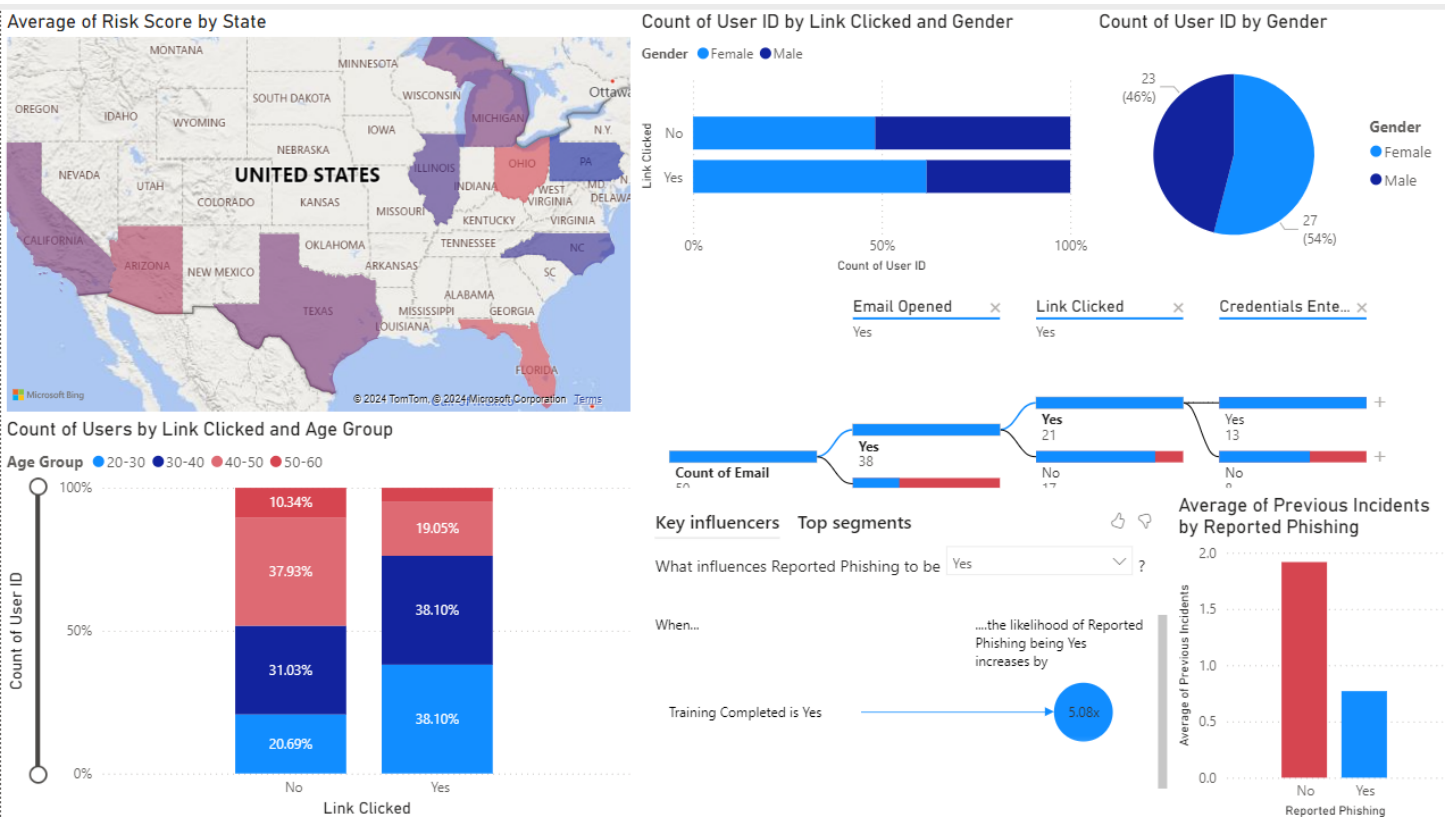 Average of Risk Score by State
MONTANA
MINNESOTA
OREGON
IDAHO
SOUTH DAKOTA
WISCONSIN
Ottawa
WYOMING
MICHIGAN
IOWA
N.Y.
NEBRASKA
NEVADA
UTAH
UNITED STATES
ILLINOIS
INDIANA
OHIO
PA
COLORADO
KANSAS
MISSOURI
WEST
VIRGINIA
MD
DELAWA
KENTUCKY
VIRGINIA
CALIFORNIA
ARIZONA
NEW MEXICO
OKLAHOMA
ARKANSAS
TENNESSEE
NC
SC
TEXAS
MISSISSIPPI
ALABAMA
GEORGIA
LOUISIANA
FLORIDA
Microsoft Bing
© 2024 TomTom, © 2024 Microsoft Corporation Terms
Count of User ID by Link Clicked and Gender
Gender Female Male
Link Clicked
No
Yes
0% 50% 100%
Count of User ID
Count of User ID by Gender
23
(46%)
27
(54%)
Gender
Female
Male
Email Opened
Yes
Link Clicked
Yes
Credentials Ente...
Count of Email
50
Yes
38
Yes
21
No
17
Yes
13
No
8
Count of Users by Link Clicked and Age Group
Age Group 20-30 30-40 40-50 50-60
Count of User ID
100%
50%
0%
10.34%
37.93%
31.03%
20.69%
19.05%
38.10%
38.10%
No Yes
Link Clicked
Key influencers Top segments
What influences Reported Phishing to be Yes ?
When...
....the likelihood of Reported
Phishing being Yes
increases by
Training Completed is Yes
5.08x
Average of Previous Incidents
by Reported Phishing
Average of Previous Incidents
2.0
1.5
1.0
0.5
0.0
No Yes
Reported Phishing